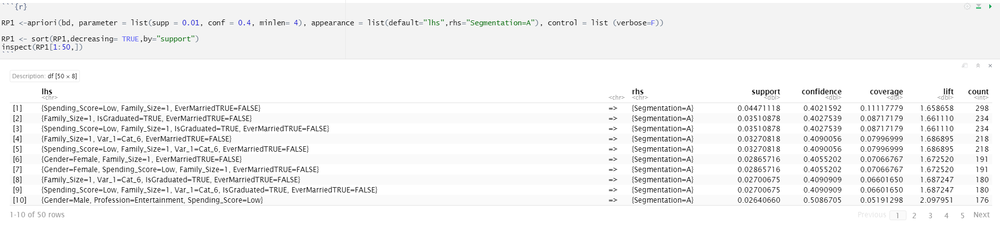 ```{r}
RP1 <-apriori(bd, parameter = list(supp = 0.01, conf = 0.4, minlen= 4), appearance = list(default="lhs",rhs="Segmentation=A"), control = list (verbose=F))
RP1 <- sort(RP1,decreasing= TRUE,by="support")
inspect(RP1[1:50,])
```
Description: df [50 × 8]
lhs rhs support confidence coverage lift count
<chr> <chr> <chr> <dbl> <dbl> <dbl> <dbl> <int>
[1] {Spending_Score=Low, Family_Size=1, EverMarriedTRUE=FALSE} => {Segmentation=A} 0.04471118 0.4021592 0.11117779 1.658658 298
[2] {Family_Size=1, IsGraduated=TRUE, EverMarriedTRUE=FALSE} => {Segmentation=A} 0.03510878 0.4027539 0.08717179 1.661110 234
[3] {Spending_Score=Low, Family_Size=1, IsGraduated=TRUE, EverMarriedTRUE=FALSE} => {Segmentation=A} 0.03510878 0.4027539 0.08717179 1.661110 234
[4] {Family_Size=1, Var_1=Cat_6, EverMarriedTRUE=FALSE} => {Segmentation=A} 0.03270818 0.4090056 0.07996999 1.686895 218
[5] {Spending_Score=Low, Family_Size=1, Var_1=Cat_6, EverMarriedTRUE=FALSE} => {Segmentation=A} 0.03270818 0.4090056 0.07996999 1.686895 218
[6] {Gender=Female, Family_Size=1, EverMarriedTRUE=FALSE} => {Segmentation=A} 0.02865716 0.4055202 0.07066767 1.672520 191
[7] {Gender=Female, Spending_Score=Low, Family_Size=1, EverMarriedTRUE=FALSE} => {Segmentation=A} 0.02865716 0.4055202 0.07066767 1.672520 191
[8] {Family_Size=1, Var_1=Cat_6, IsGraduated=TRUE, EverMarriedTRUE=FALSE} => {Segmentation=A} 0.02700675 0.4090909 0.06601650 1.687247 180
[9] {Spending_Score=Low, Family_Size=1, Var_1=Cat_6, IsGraduated=TRUE, EverMarriedTRUE=FALSE} => {Segmentation=A} 0.02700675 0.4090909 0.06601650 1.687247 180
[10] {Gender=Male, Profession=Entertainment, Spending_Score=Low} => {Segmentation=A} 0.02640660 0.5086705 0.05191298 2.097951 176
1-10 of 50 rows Previous 1 2 3 4 5 Next